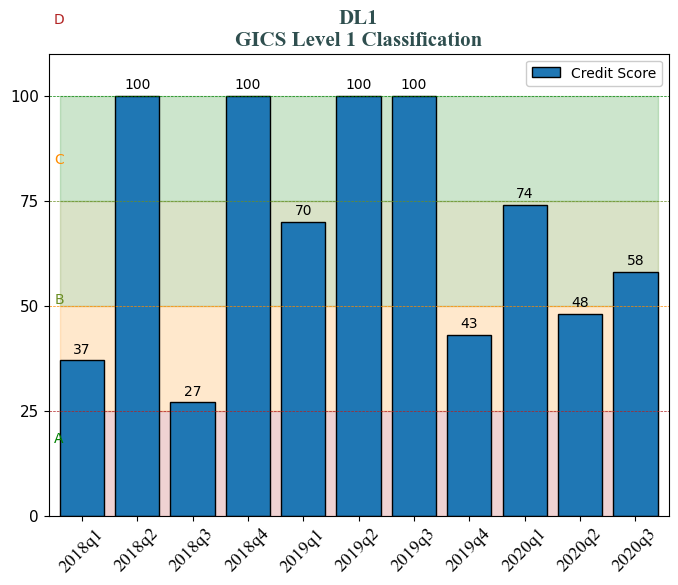 D
DL1
GICS Level 1 Classification
Credit Score
100
75
50
25
0
C
B
A
37
100
27
100
70
100
100
43
74
48
58
2018q1
2018q2
2018q3
2018q4
2019q1
2019q2
2019q3
2019q4
2020q1
2020q2
2020q3